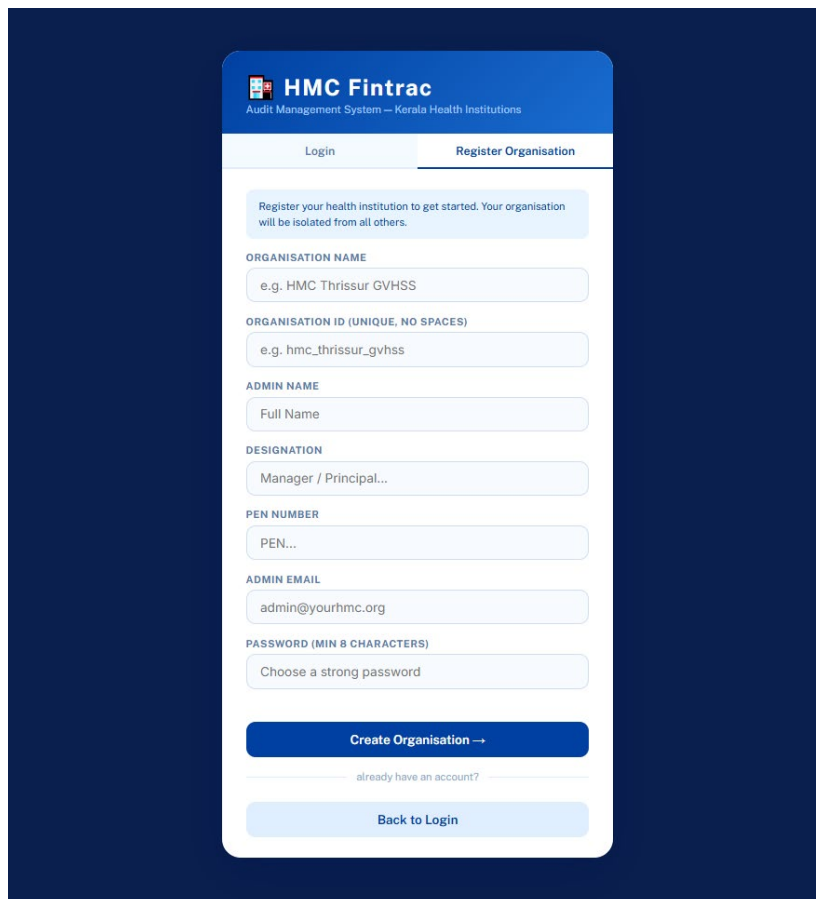 HMC Fintrac
Audit Management System — Kerala Health Institutions
Login
Register Organisation
Register your health institution to get started. Your organisation
will be isolated from all others.
ORGANISATION NAME
e.g. HMC Thrissur GVHSS
ORGANISATION ID (UNIQUE, NO SPACES)
e.g. hmc_thrissur_gvhss
ADMIN NAME
Full Name
DESIGNATION
Manager / Principal...
PEN NUMBER
PEN...
ADMIN EMAIL
admin@yourhmc.org
PASSWORD (MIN 8 CHARACTERS)
Choose a strong password
Create Organisation →
already have an account?
Back to Login